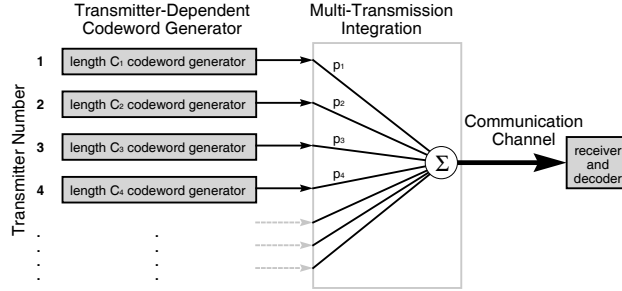 Transmitter-Dependent
Codeword Generator
Multi-Transmission
Integration
Transmitter Number
1
length C₁ codeword generator
p₁
2
length C₂ codeword generator
p₂
3
length C₃ codeword generator
p₃
4
length C₄ codeword generator
p₄
Σ
Communication
Channel
receiver
and
decoder